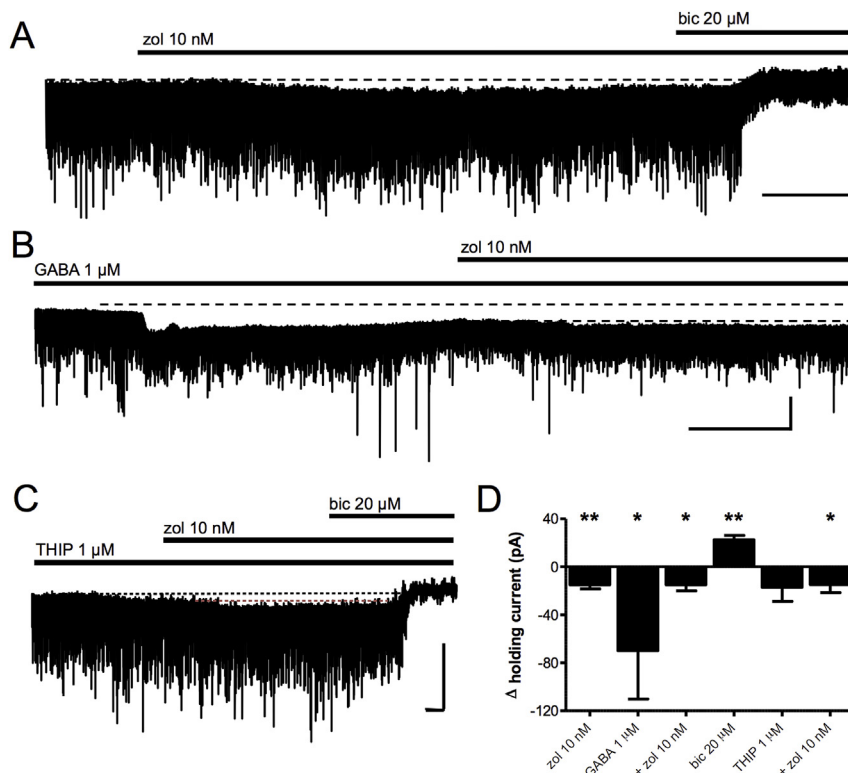 A
bic 20 µM
zol 10 nM
B
zol 10 nM
GABA 1 µM
C
bic 20 µM
zol 10 nM
THIP 1 µM
D
** * * ** *
40
0
-40
-80
-120
Δ holding current (pA)
zol 10 nM
GABA 1 µM
+ zol 10 nM
bic 20 µM
THIP 1 µM
+ zol 10 nM